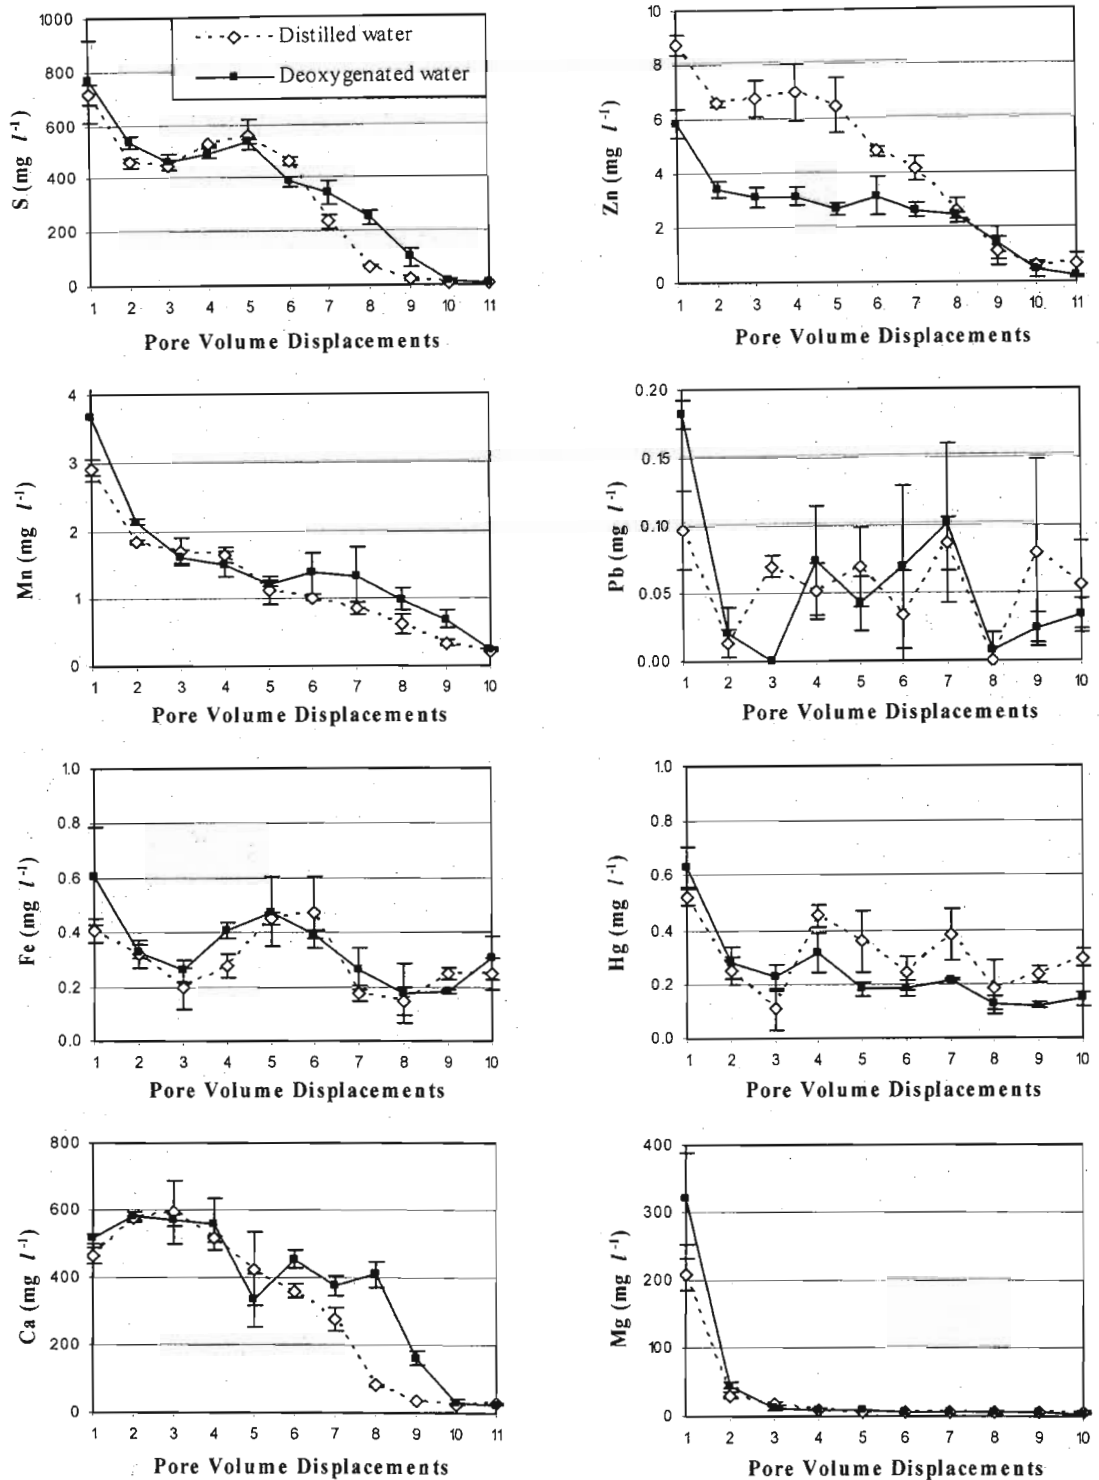 S (mg l⁻¹)
1000
800
600
400
200
0
Distilled water
Deoxygenated water
1 2 3 4 5 6 7 8 9 10 11
Pore Volume Displacements
Zn (mg l⁻¹)
10
8
6
4
2
0
1 2 3 4 5 6 7 8 9 10 11
Pore Volume Displacements
Mn (mg l⁻¹)
4
3
2
1
0
1 2 3 4 5 6 7 8 9 10
Pore Volume Displacements
Pb (mg l⁻¹)
0.20
0.15
0.10
0.05
0.00
1 2 3 4 5 6 7 8 9 10
Pore Volume Displacements
Fe (mg l⁻¹)
1.0
0.8
0.6
0.4
0.2
0.0
1 2 3 4 5 6 7 8 9 10
Pore Volume Displacements
Hg (mg l⁻¹)
1.0
0.8
0.6
0.4
0.2
0.0
1 2 3 4 5 6 7 8 9 10
Pore Volume Displacements
Ca (mg l⁻¹)
800
600
400
200
0
1 2 3 4 5 6 7 8 9 10 11
Pore Volume Displacements
Mg (mg l⁻¹)
400
300
200
100
0
1 2 3 4 5 6 7 8 9 10
Pore Volume Displacements